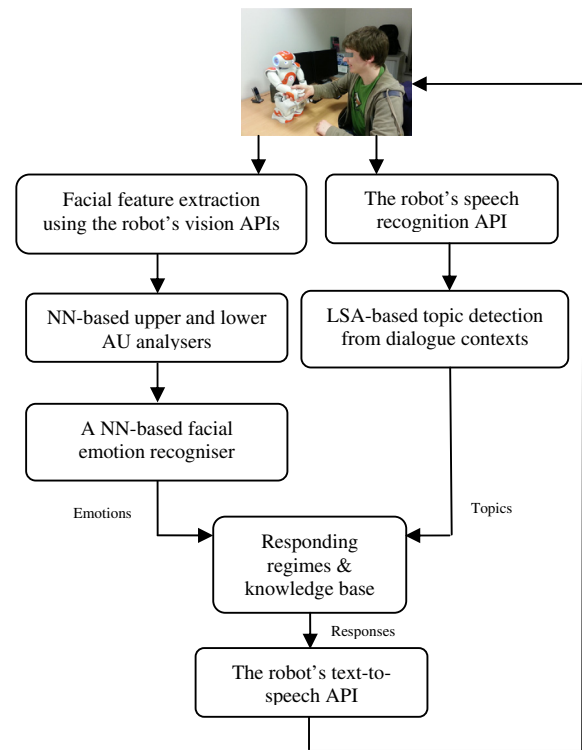 Facial feature extraction
using the robot's vision APIs
The robot's speech
recognition API
NN-based upper and lower
AU analysers
LSA-based topic detection
from dialogue contexts
A NN-based facial
emotion recogniser
Emotions
Topics
Responding
regimes &
knowledge base
Responses
The robot's text-to-
speech API